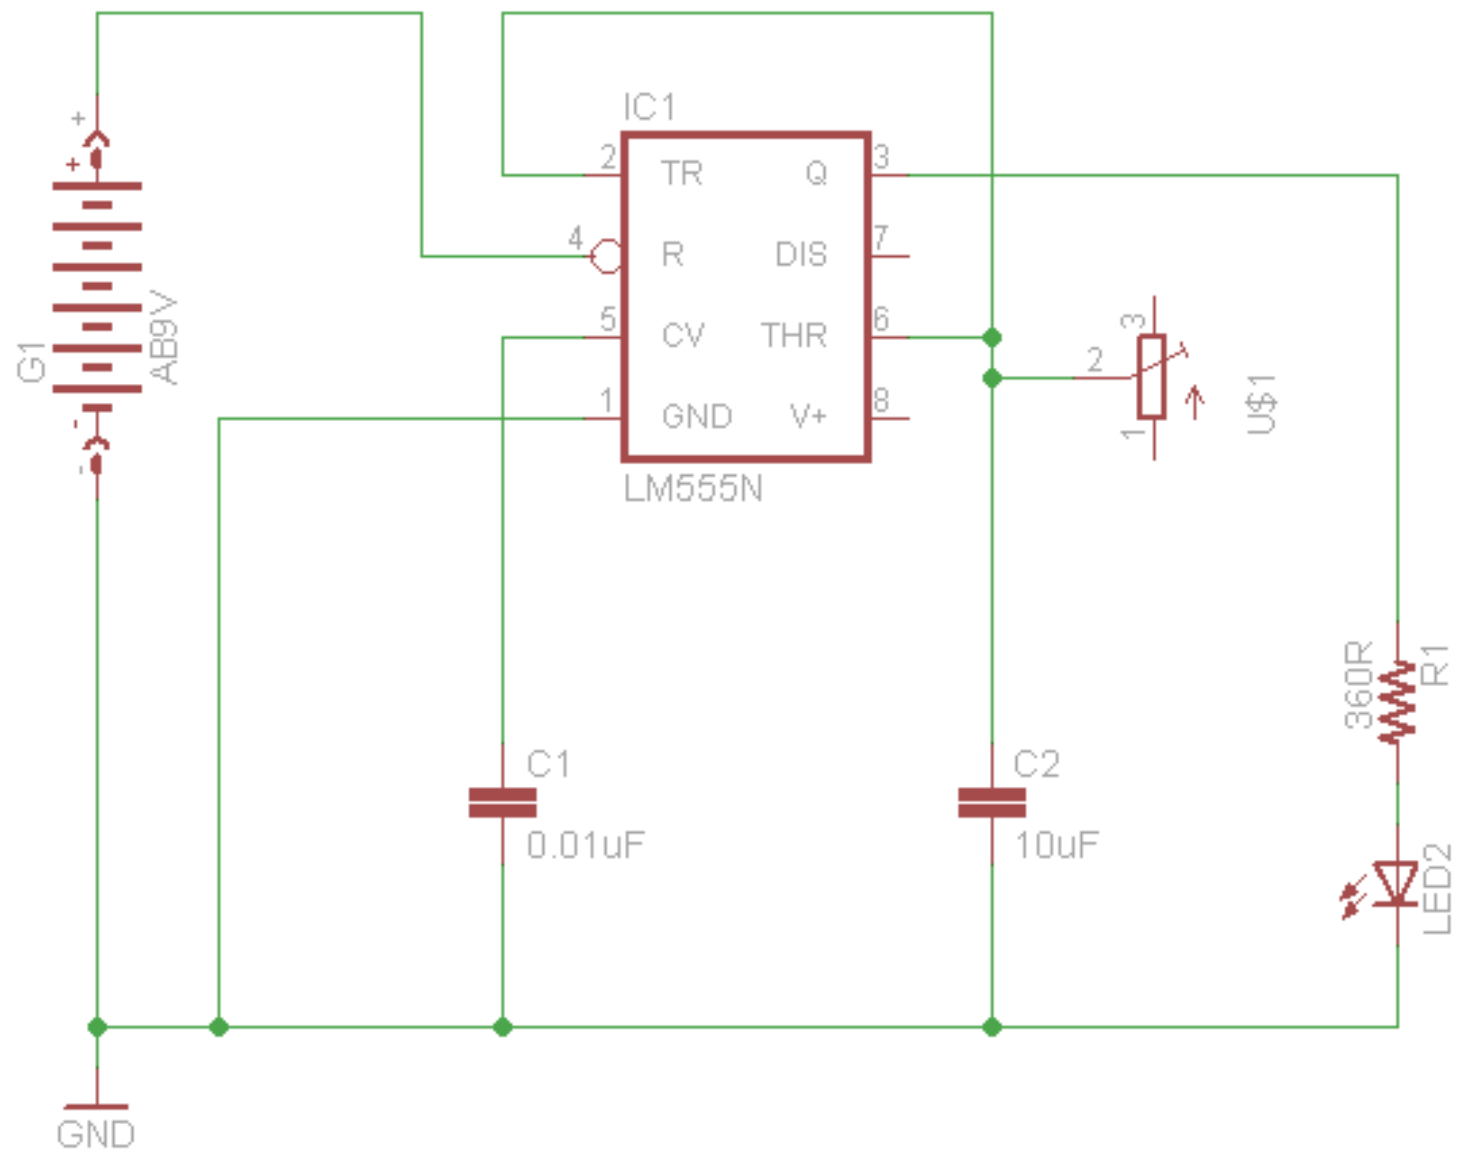 IC1
+
+
2 TR Q 3
4 R DIS 7
5 CV THR 6
1 GND V+ 8
LM555N
G1
AB9V
-
-
3
2
1
U$1
360R
R1
C1
0.01uF
C2
10uF
LED2
GND